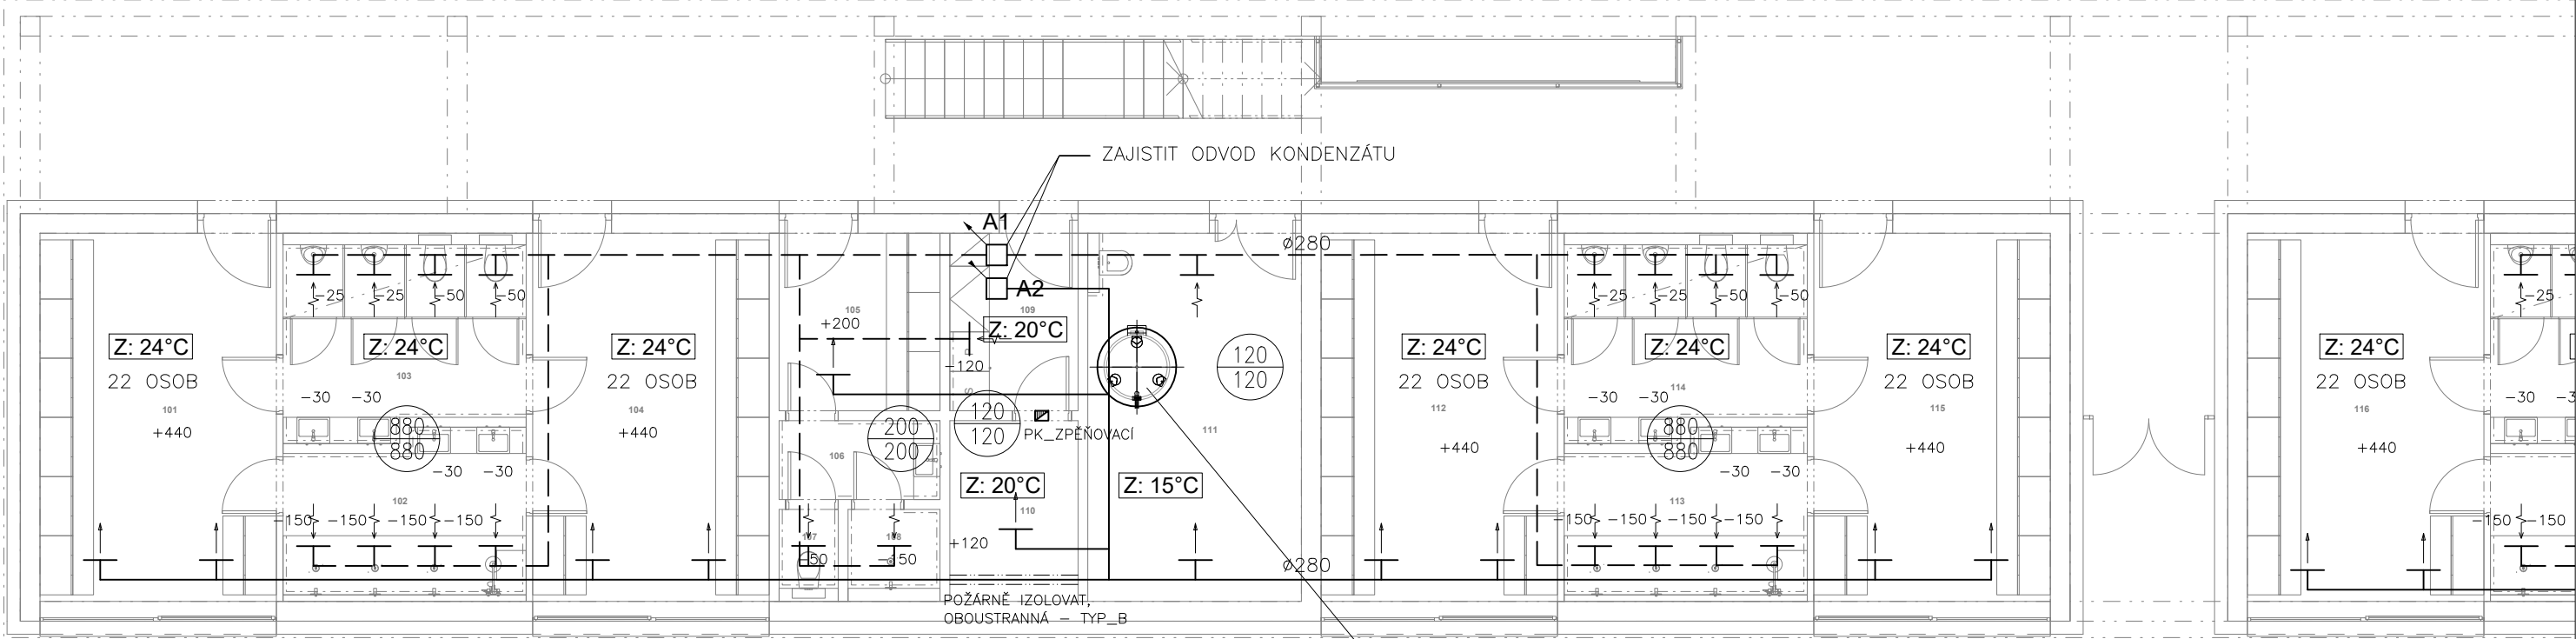 ZAJISTIT ODVOD KONDENZÁTU
A1
A2
ø280
-25
-25
-50
-50
Z: 24°C
22 OSOB
101
+440
Z: 24°C
103
-30
-30
880
880
-30
-30
102
-150
-150
-150
-150
Z: 24°C
22 OSOB
104
+440
105
+200
109
Z: 20°C
-120
200
200
106
120
120
PK_ZPĚŇOVACÍ
Z: 20°C
110
+120
107
-50
-50
POŽÁRNĚ IZOLOVAT,
OBOUSTRANNÁ – TYP_B
120
120
111
Z: 15°C
ø280
Z: 24°C
22 OSOB
112
+440
-25
-25
-50
-50
Z: 24°C
114
-30
-30
880
880
-30
-30
113
-150
-150
-150
-150
Z: 24°C
22 OSOB
115
+440
Z: 24°C
22 OSOB
116
+440
-25
-30
-150
-150